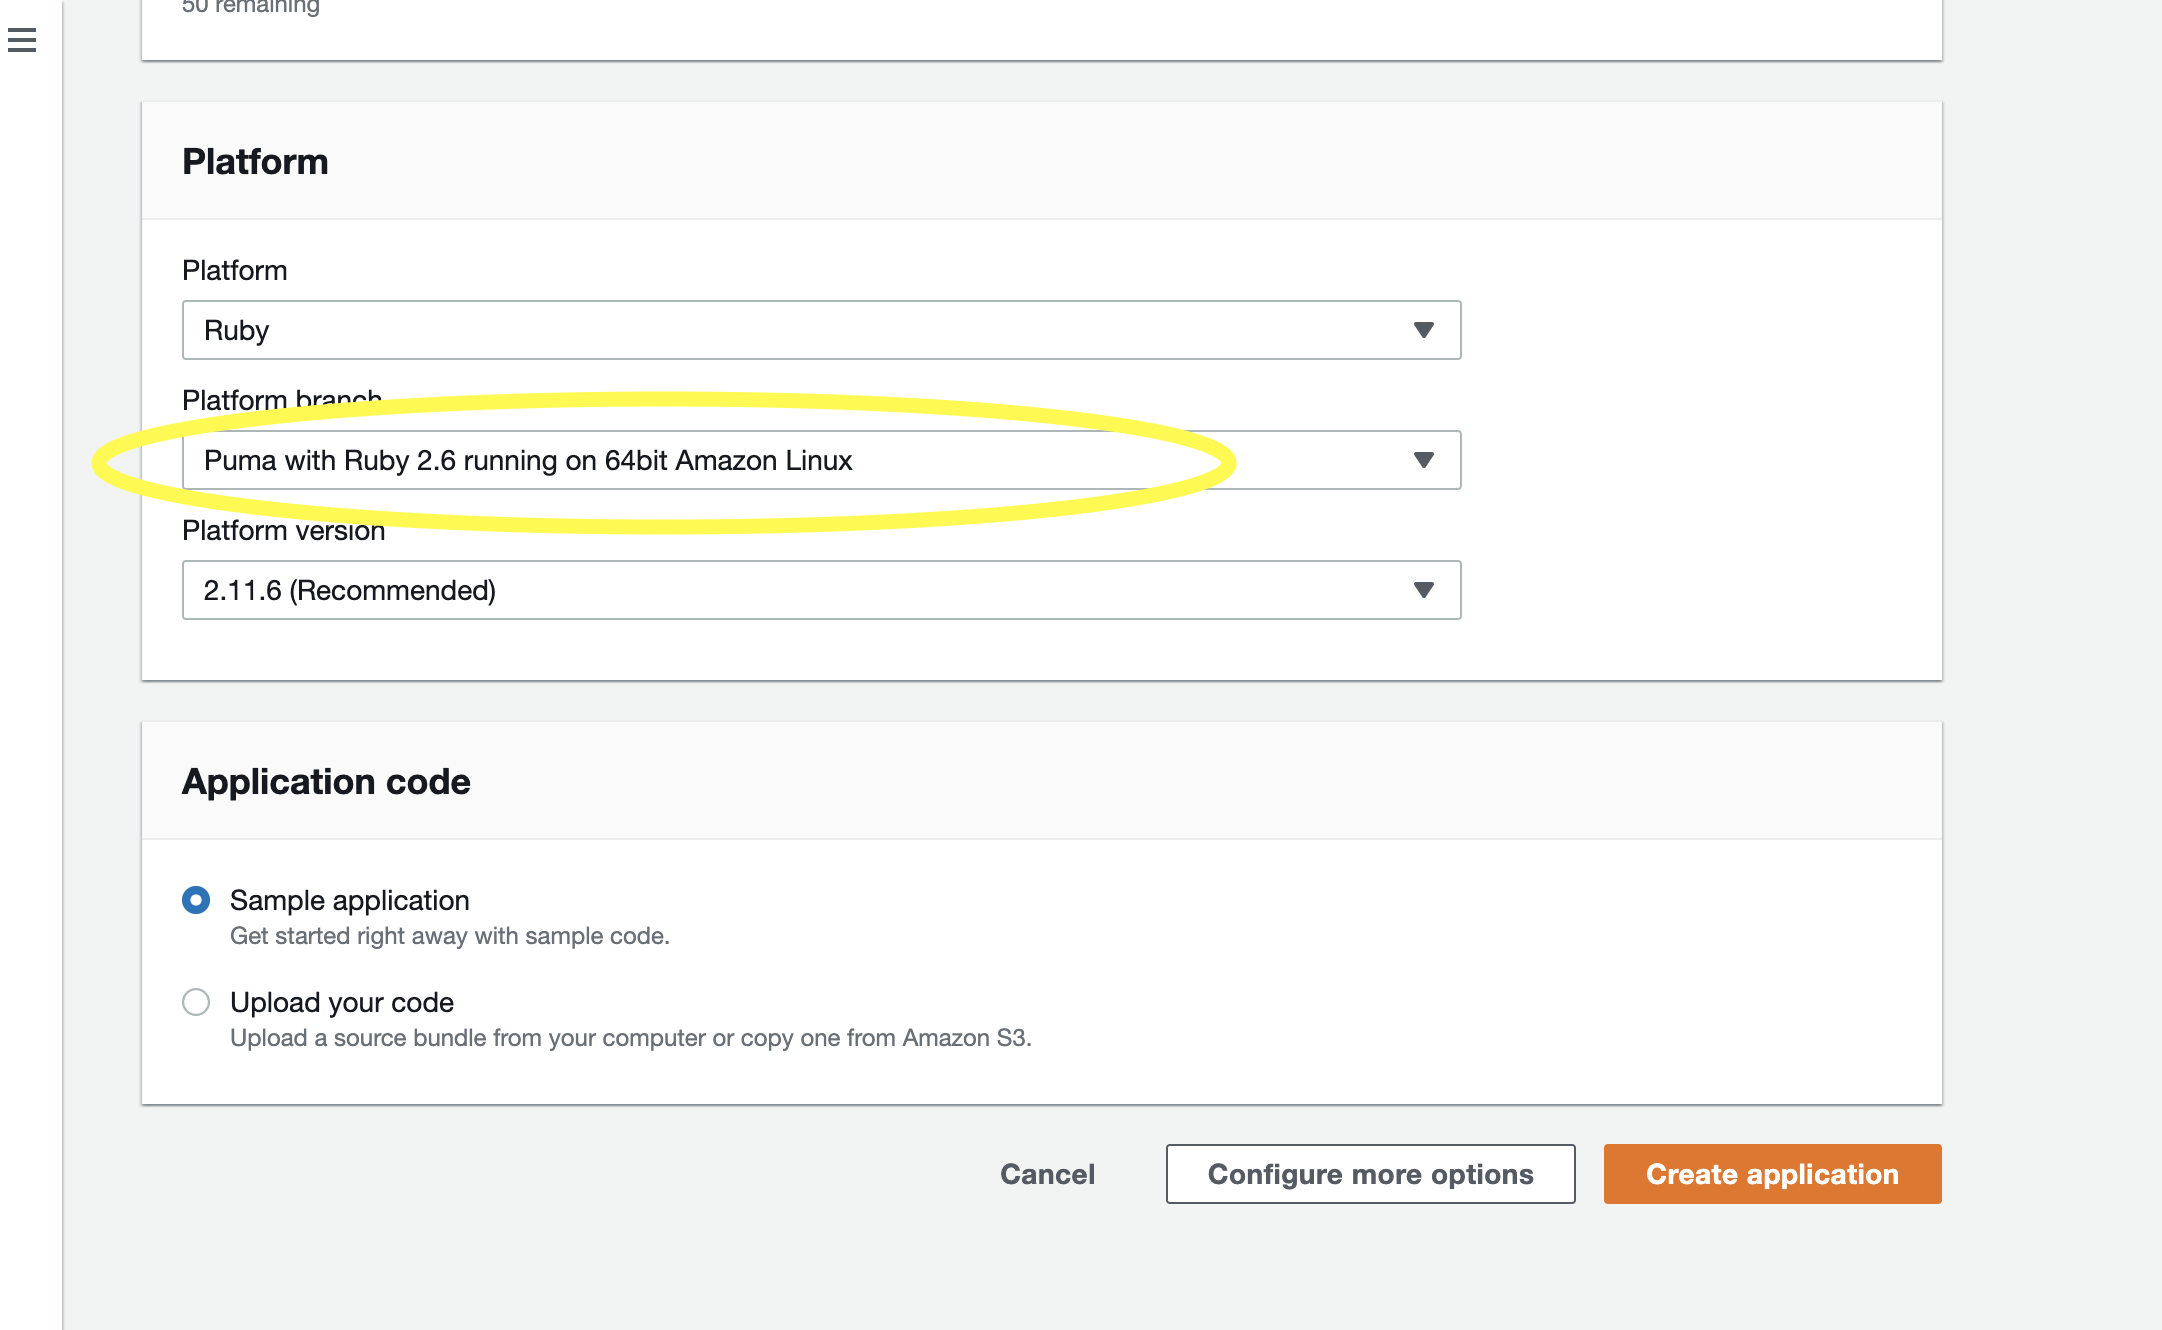 50 remaining
Platform
Platform
Ruby
Platform branch
Puma with Ruby 2.6 running on 64bit Amazon Linux
Platform version
2.11.6 (Recommended)
Application code
Sample application
Get started right away with sample code.
Upload your code
Upload a source bundle from your computer or copy one from Amazon S3.
Cancel
Configure more options
Create application